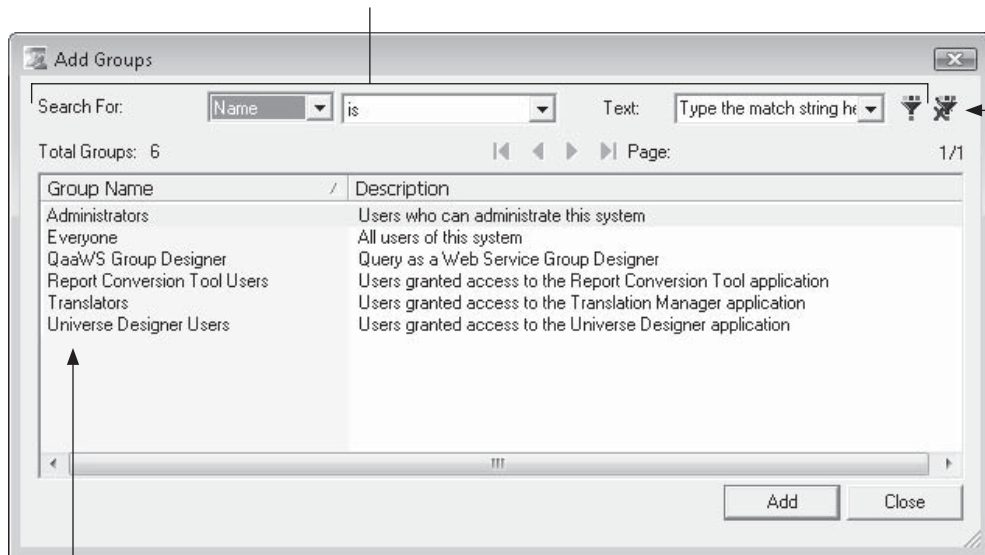 Add Groups
Search For: Name is Text: Type the match string he
Total Groups: 6 Page: 1/1
Group Name / Description
Administrators Users who can administrate this system
Everyone All users of this system
QaaWS Group Designer Query as a Web Service Group Designer
Report Conversion Tool Users Users granted access to the Report Conversion Tool application
Translators Users granted access to the Translation Manager application
Universe Designer Users Users granted access to the Universe Designer application
Add Close